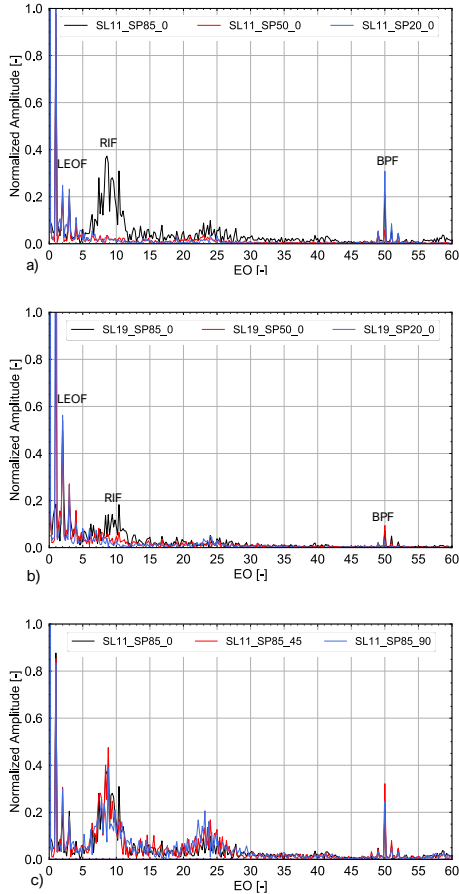 SL11_SP85_0 SL11_SP50_0 SL11_SP20_0
Normalized Amplitude [-]
1.0
0.8
0.6
0.4
0.2
0.0
LEOF
RIF
BPF
0 5 10 15 20 25 30 35 40 45 50 55 60
EO [-]
a)
SL19_SP85_0 SL19_SP50_0 SL19_SP20_0
Normalized Amplitude [-]
1.0
0.8
0.6
0.4
0.2
0.0
LEOF
RIF
BPF
0 5 10 15 20 25 30 35 40 45 50 55 60
EO [-]
b)
SL11_SP85_0 SL11_SP85_45 SL11_SP85_90
Normalized Amplitude [-]
1.0
0.8
0.6
0.4
0.2
0.0
0 5 10 15 20 25 30 35 40 45 50 55 60
EO [-]
c)